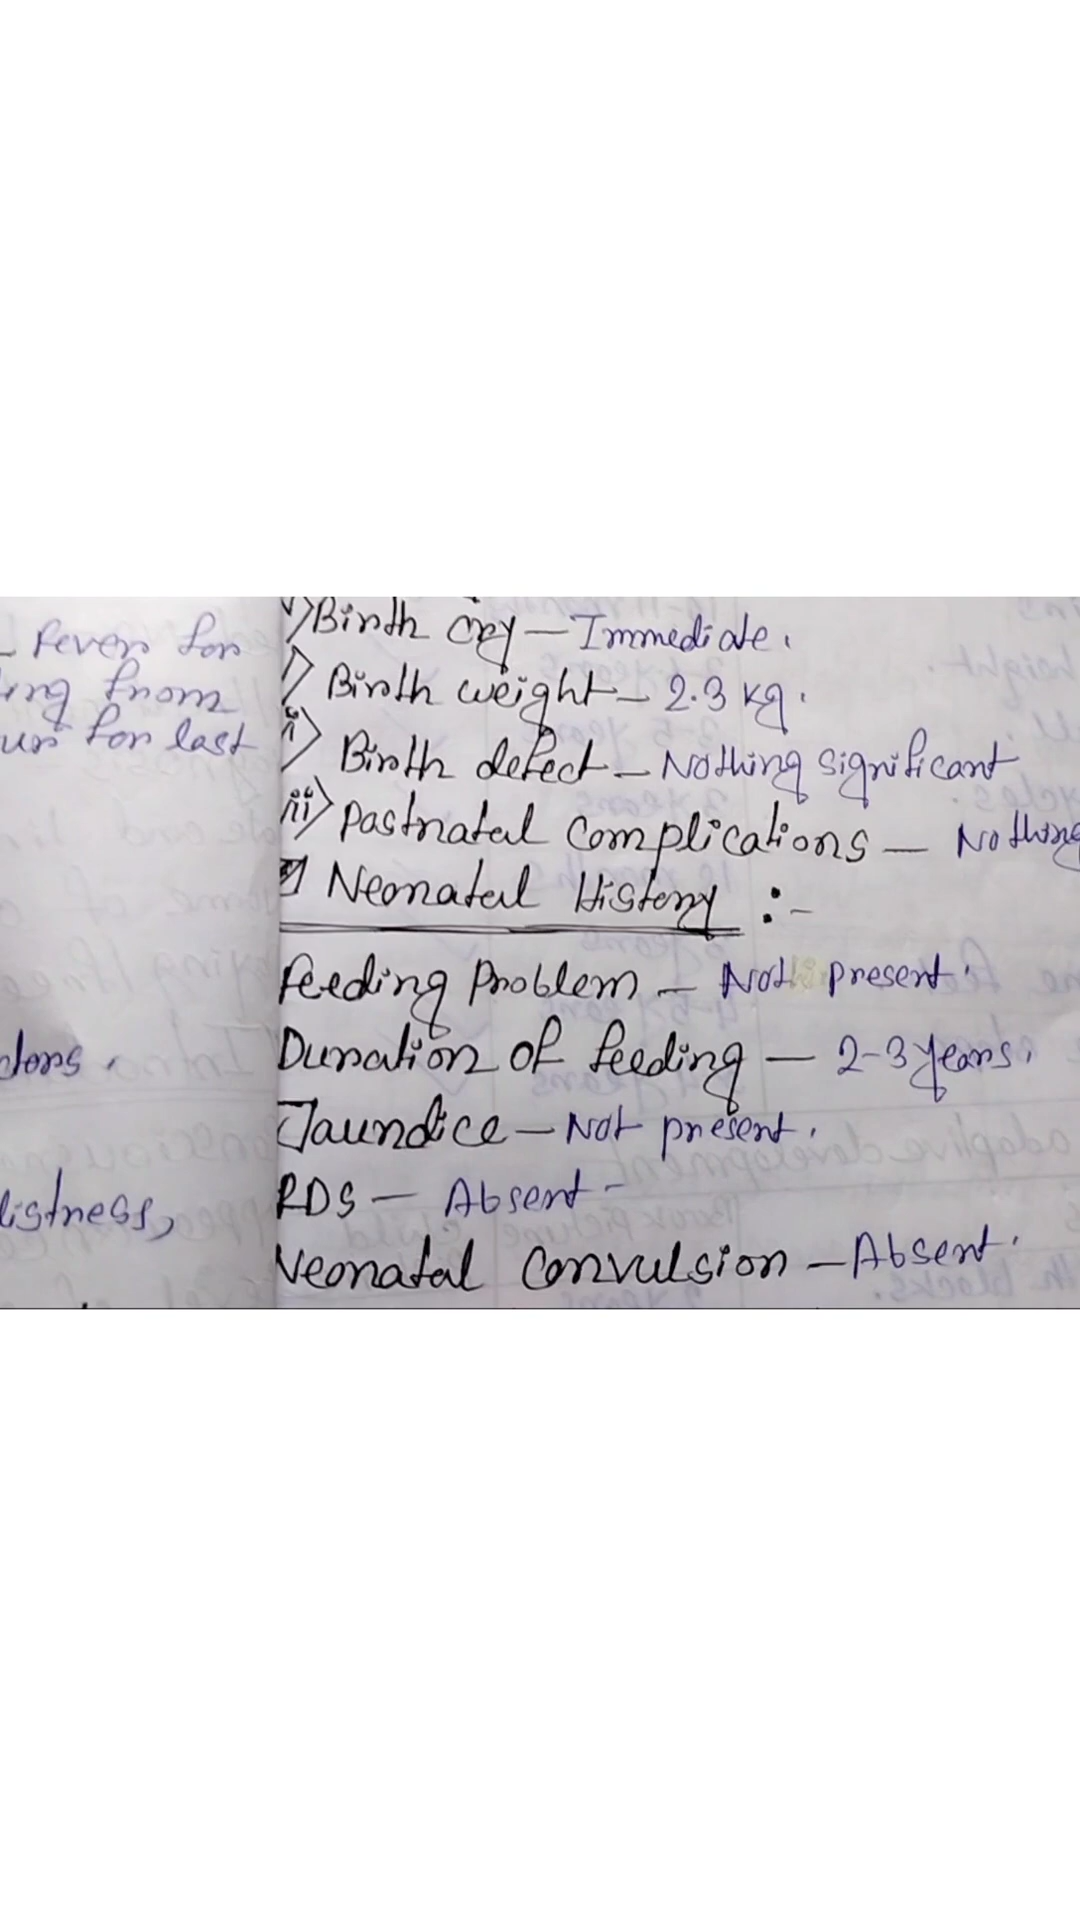 Fever for
from
for last
Birth cry – Immediate.
Birth weight – 2.3 kg.
Birth defect – Nothing significant
iii) Postnatal complications – Nothing
Neonatal History :-
Feeding Problem – Not present.
Duration of feeding – 2-3 years.
Jaundice – Not present.
RDS – Absent -
Neonatal Convulsion – Absent.